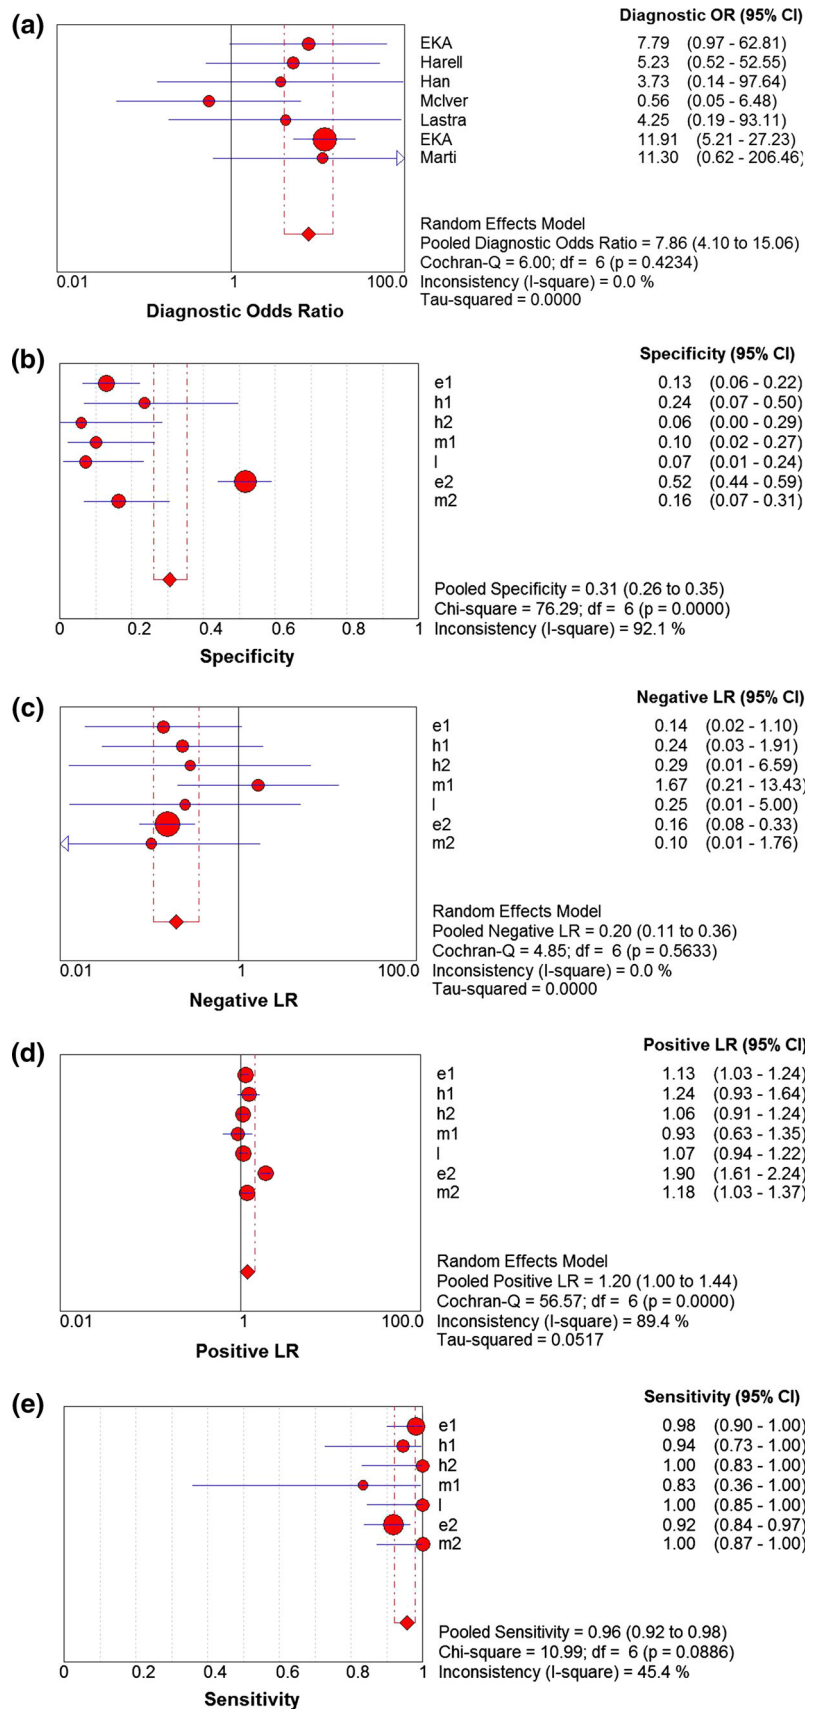 (a)
Diagnostic OR (95% CI)
EKA 7.79 (0.97 - 62.81)
Harell 5.23 (0.52 - 52.55)
Han 3.73 (0.14 - 97.64)
McIver 0.56 (0.05 - 6.48)
Lastra 4.25 (0.19 - 93.11)
EKA 11.91 (5.21 - 27.23)
Marti 11.30 (0.62 - 206.46)
Random Effects Model
Pooled Diagnostic Odds Ratio = 7.86 (4.10 to 15.06)
Cochran-Q = 6.00; df = 6 (p = 0.4234)
Inconsistency (I-square) = 0.0 %
Tau-squared = 0.0000
0.01 1 100.0
Diagnostic Odds Ratio
(b)
Specificity (95% CI)
e1 0.13 (0.06 - 0.22)
h1 0.24 (0.07 - 0.50)
h2 0.06 (0.00 - 0.29)
m1 0.10 (0.02 - 0.27)
l 0.07 (0.01 - 0.24)
e2 0.52 (0.44 - 0.59)
m2 0.16 (0.07 - 0.31)
Pooled Specificity = 0.31 (0.26 to 0.35)
Chi-square = 76.29; df = 6 (p = 0.0000)
Inconsistency (I-square) = 92.1 %
0 0.2 0.4 0.6 0.8 1
Specificity
(c)
Negative LR (95% CI)
e1 0.14 (0.02 - 1.10)
h1 0.24 (0.03 - 1.91)
h2 0.29 (0.01 - 6.59)
m1 1.67 (0.21 - 13.43)
l 0.25 (0.01 - 5.00)
e2 0.16 (0.08 - 0.33)
m2 0.10 (0.01 - 1.76)
Random Effects Model
Pooled Negative LR = 0.20 (0.11 to 0.36)
Cochran-Q = 4.85; df = 6 (p = 0.5633)
Inconsistency (I-square) = 0.0 %
Tau-squared = 0.0000
0.01 1 100.0
Negative LR
(d)
Positive LR (95% CI)
e1 1.13 (1.03 - 1.24)
h1 1.24 (0.93 - 1.64)
h2 1.06 (0.91 - 1.24)
m1 0.93 (0.63 - 1.35)
l 1.07 (0.94 - 1.22)
e2 1.90 (1.61 - 2.24)
m2 1.18 (1.03 - 1.37)
Random Effects Model
Pooled Positive LR = 1.20 (1.00 to 1.44)
Cochran-Q = 56.57; df = 6 (p = 0.0000)
Inconsistency (I-square) = 89.4 %
Tau-squared = 0.0517
0.01 1 100.0
Positive LR
(e)
Sensitivity (95% CI)
e1 0.98 (0.90 - 1.00)
h1 0.94 (0.73 - 1.00)
h2 1.00 (0.83 - 1.00)
m1 0.83 (0.36 - 1.00)
l 1.00 (0.85 - 1.00)
e2 0.92 (0.84 - 0.97)
m2 1.00 (0.87 - 1.00)
Pooled Sensitivity = 0.96 (0.92 to 0.98)
Chi-square = 10.99; df = 6 (p = 0.0886)
Inconsistency (I-square) = 45.4 %
0 0.2 0.4 0.6 0.8 1
Sensitivity